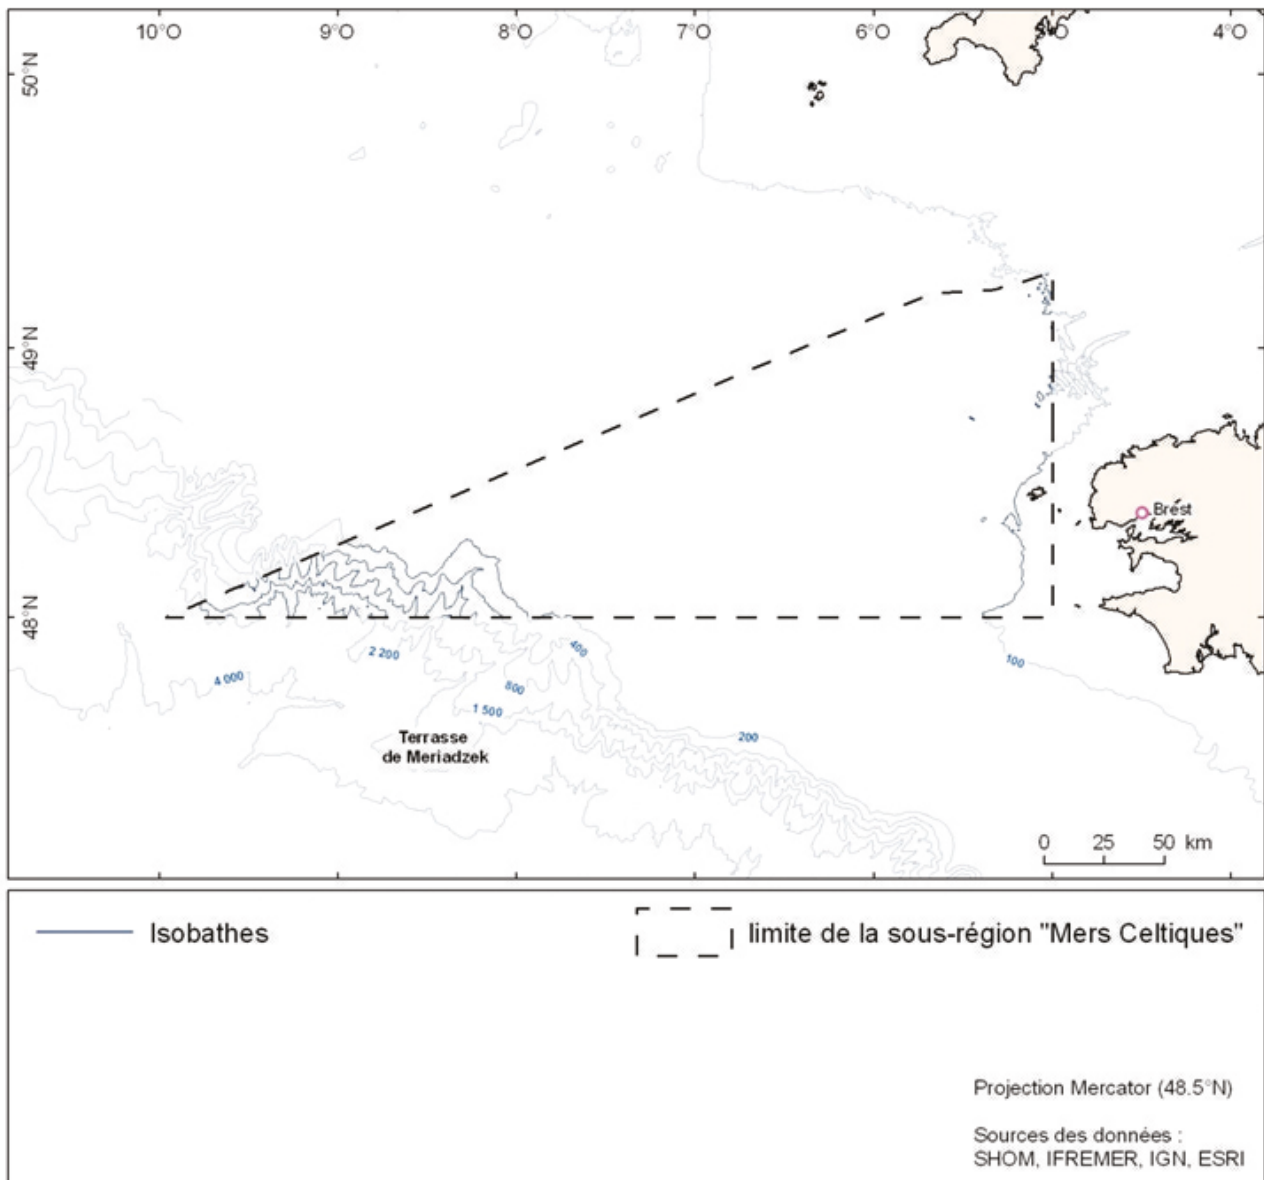 10°O 9°O 8°O 7°O 6°O 4°O
50°N
49°N
48°N
Brest
400
2 200
4 000
800
1 500
100
200
Terrasse
de Meriadzek
0 25 50 km
Isobathes
limite de la sous-région "Mers Celtiques"
Projection Mercator (48.5°N)
Sources des données :
SHOM, IFREMER, IGN, ESRI